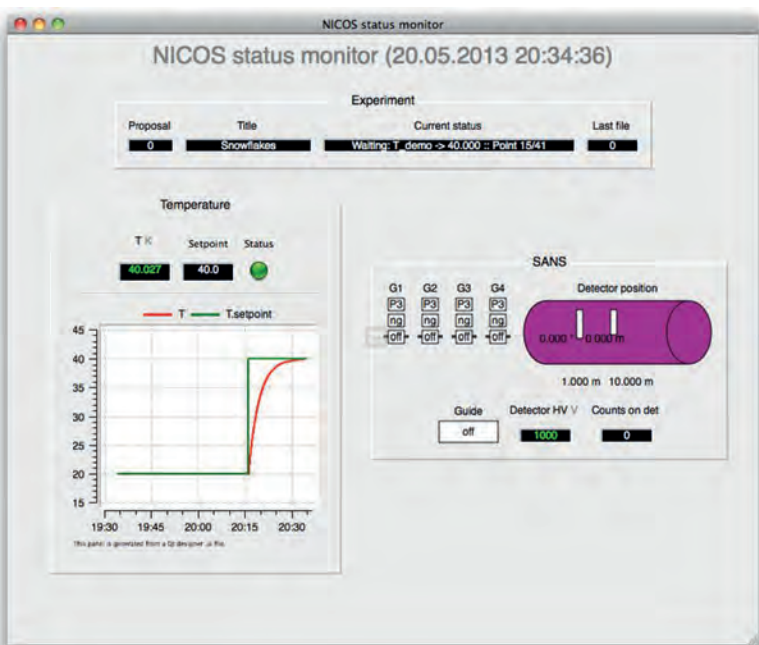 NICOS status monitor
NICOS status monitor (20.05.2013 20:34:36)
Experiment
Proposal Title Current status Last file
0 Snowflakes Waiting: T_demo -> 40.000 :: Point 15/41 0
Temperature
T K Setpoint Status
40.027 40.0
T T.setpoint
45
40
35
30
25
20
15
19:30 19:45 20:00 20:15 20:30
This panel is generated from a Qt designer .ui file.
SANS
G1 G2 G3 G4 Detector position
P3 P3 P3 P3
ng ng ng ng
off off off off
0.000 ° 0.000 m
1.000 m 10.000 m
Guide Detector HV V Counts on det
off 1000 0